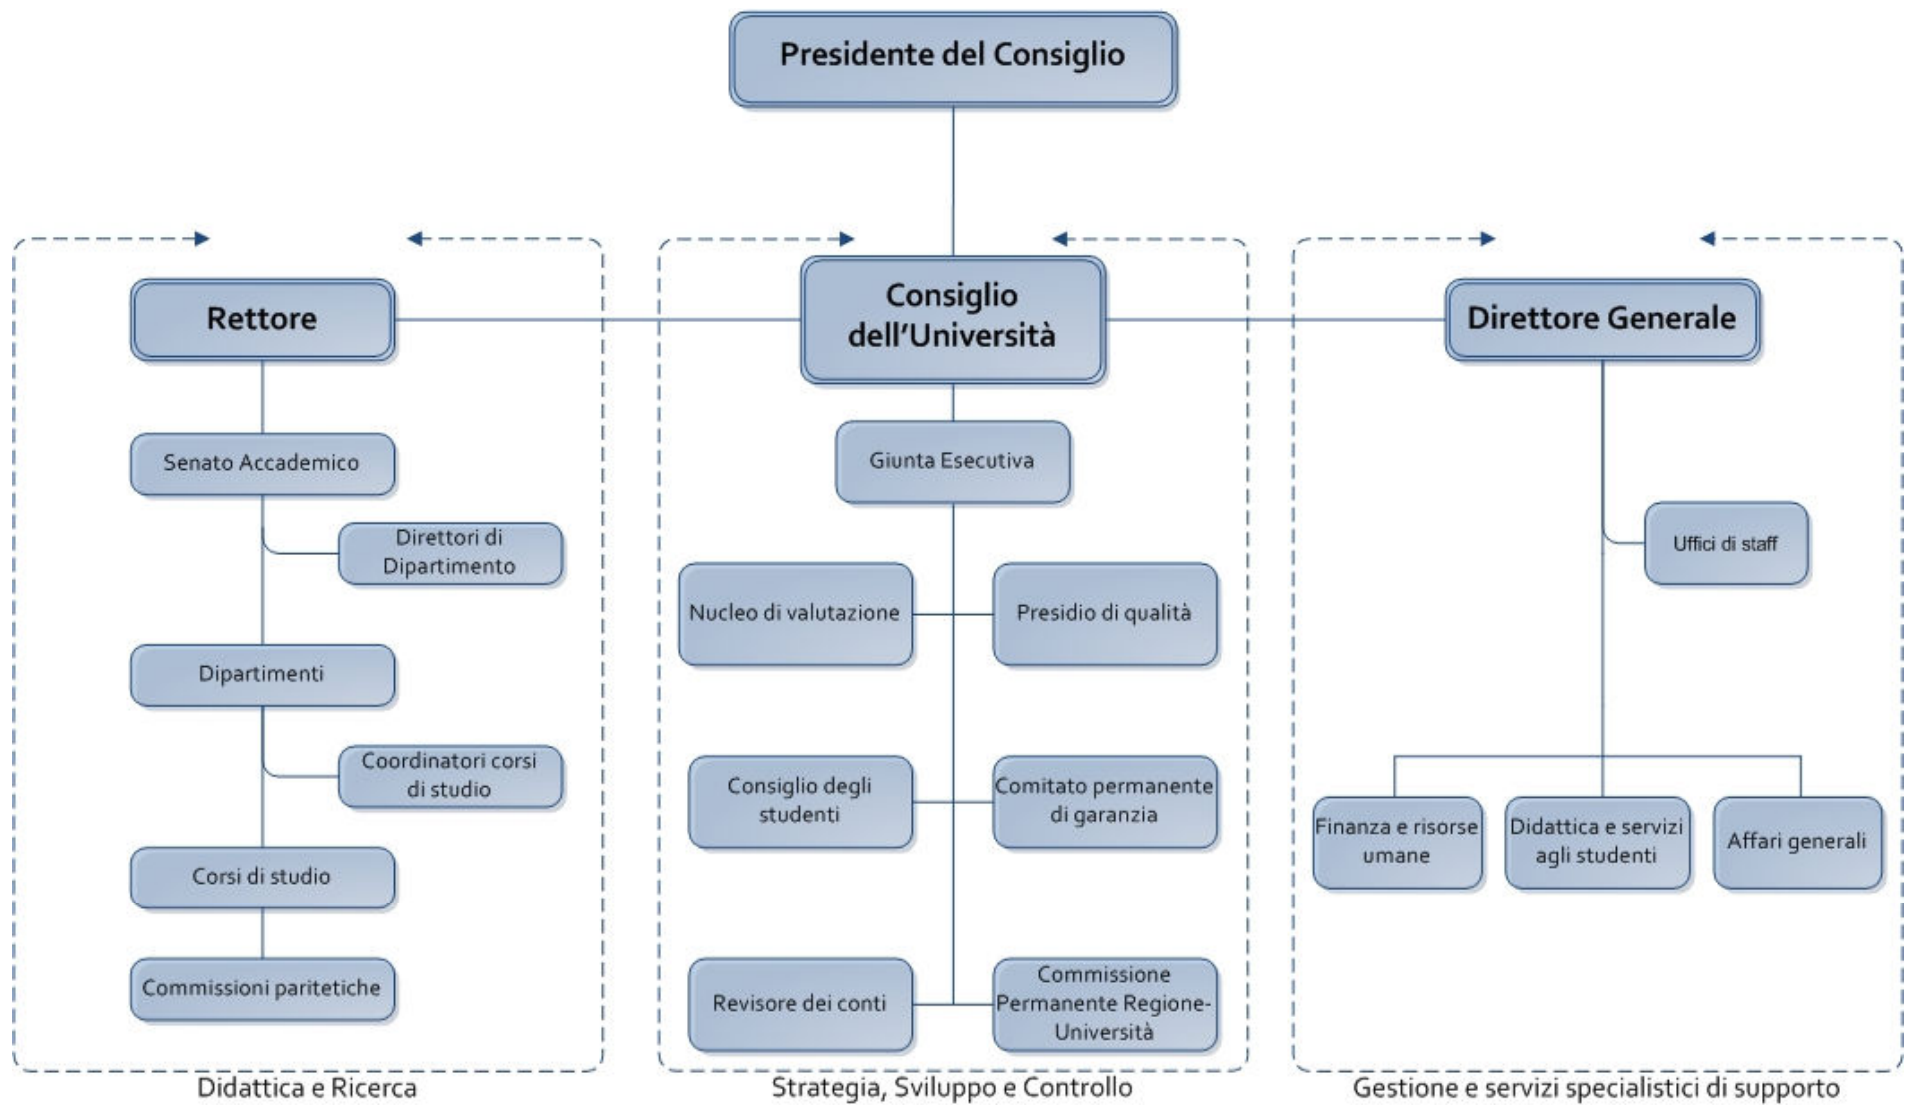 Presidente del Consiglio
Rettore
Consiglio
dell'Università
Direttore Generale
Senato Accademico
Direttori di
Dipartimento
Dipartimenti
Coordinatori corsi
di studio
Corsi di studio
Commissioni paritetiche
Didattica e Ricerca
Giunta Esecutiva
Nucleo di valutazione
Presidio di qualità
Consiglio degli
studenti
Comitato permanente
di garanzia
Revisore dei conti
Commissione
Permanente Regione-
Università
Strategia, Sviluppo e Controllo
Uffici di staff
Finanza e risorse
umane
Didattica e servizi
agli studenti
Affari generali
Gestione e servizi specialistici di supporto